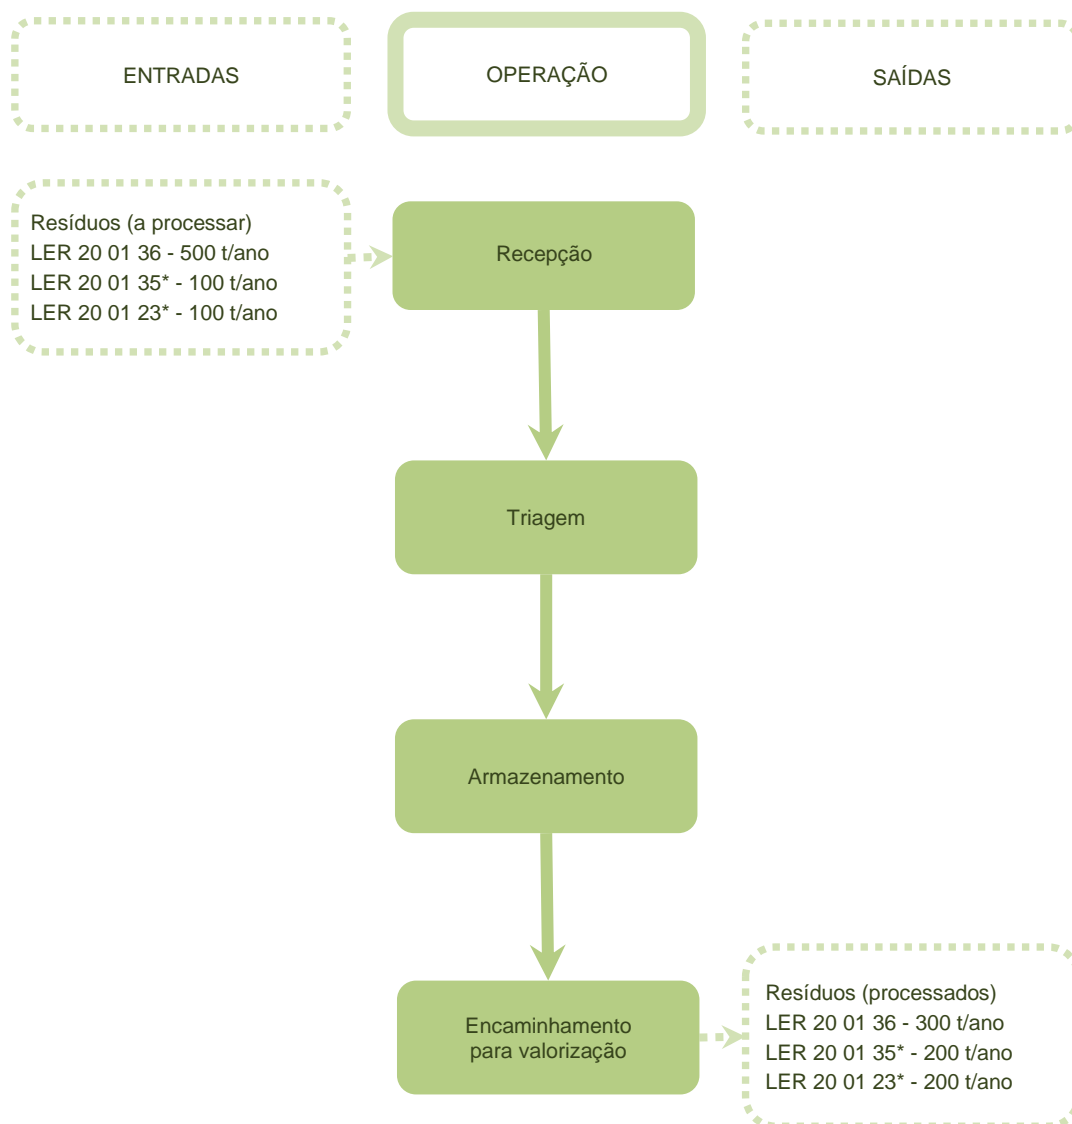 ENTRADAS
OPERAÇÃO
SAÍDAS
Resíduos (a processar)
LER 20 01 36 - 500 t/ano
LER 20 01 35* - 100 t/ano
LER 20 01 23* - 100 t/ano
Recepção
Triagem
Armazenamento
Encaminhamento
para valorização
Resíduos (processados)
LER 20 01 36 - 300 t/ano
LER 20 01 35* - 200 t/ano
LER 20 01 23* - 200 t/ano